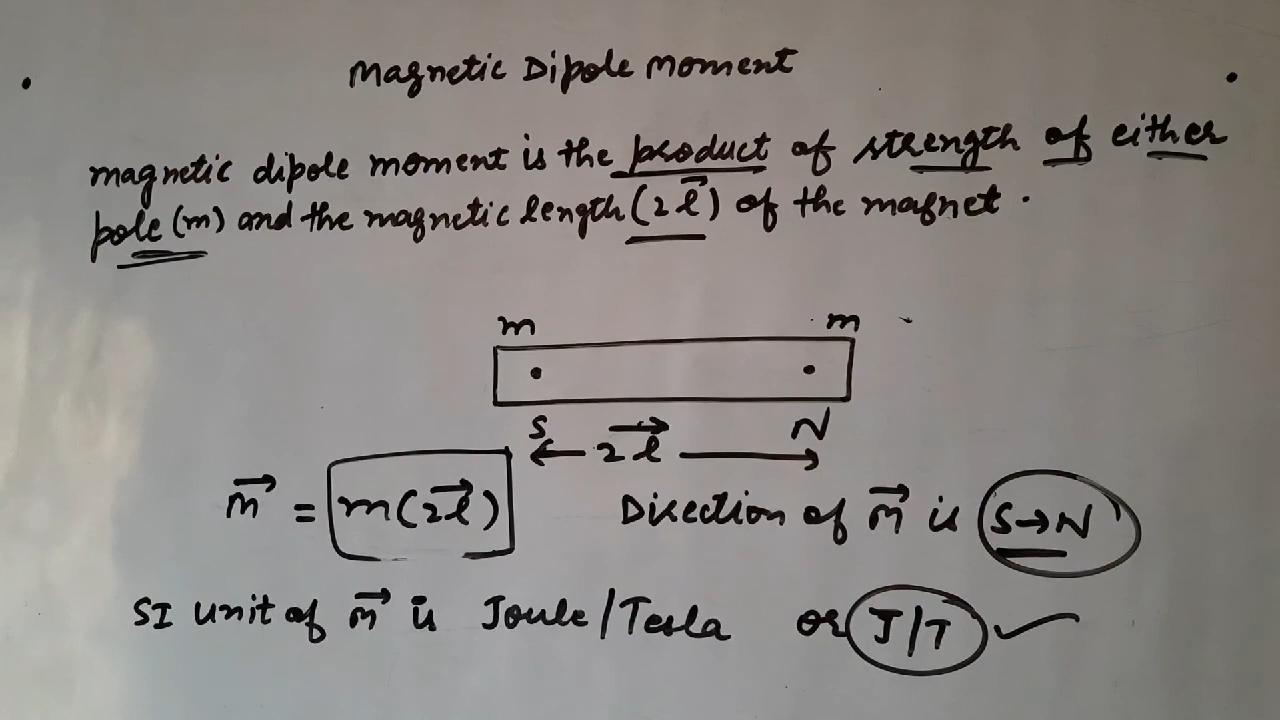 Magnetic Dipole Moment
magnetic dipole moment is the product of strength of either
pole (m) and the magnetic length (2l⃗) of the magnet.
m m
S N
2l⃗
m⃗ = m(2l⃗) Direction of m⃗ is S→N
SI unit of m⃗ is Joule/Tesla or J/T